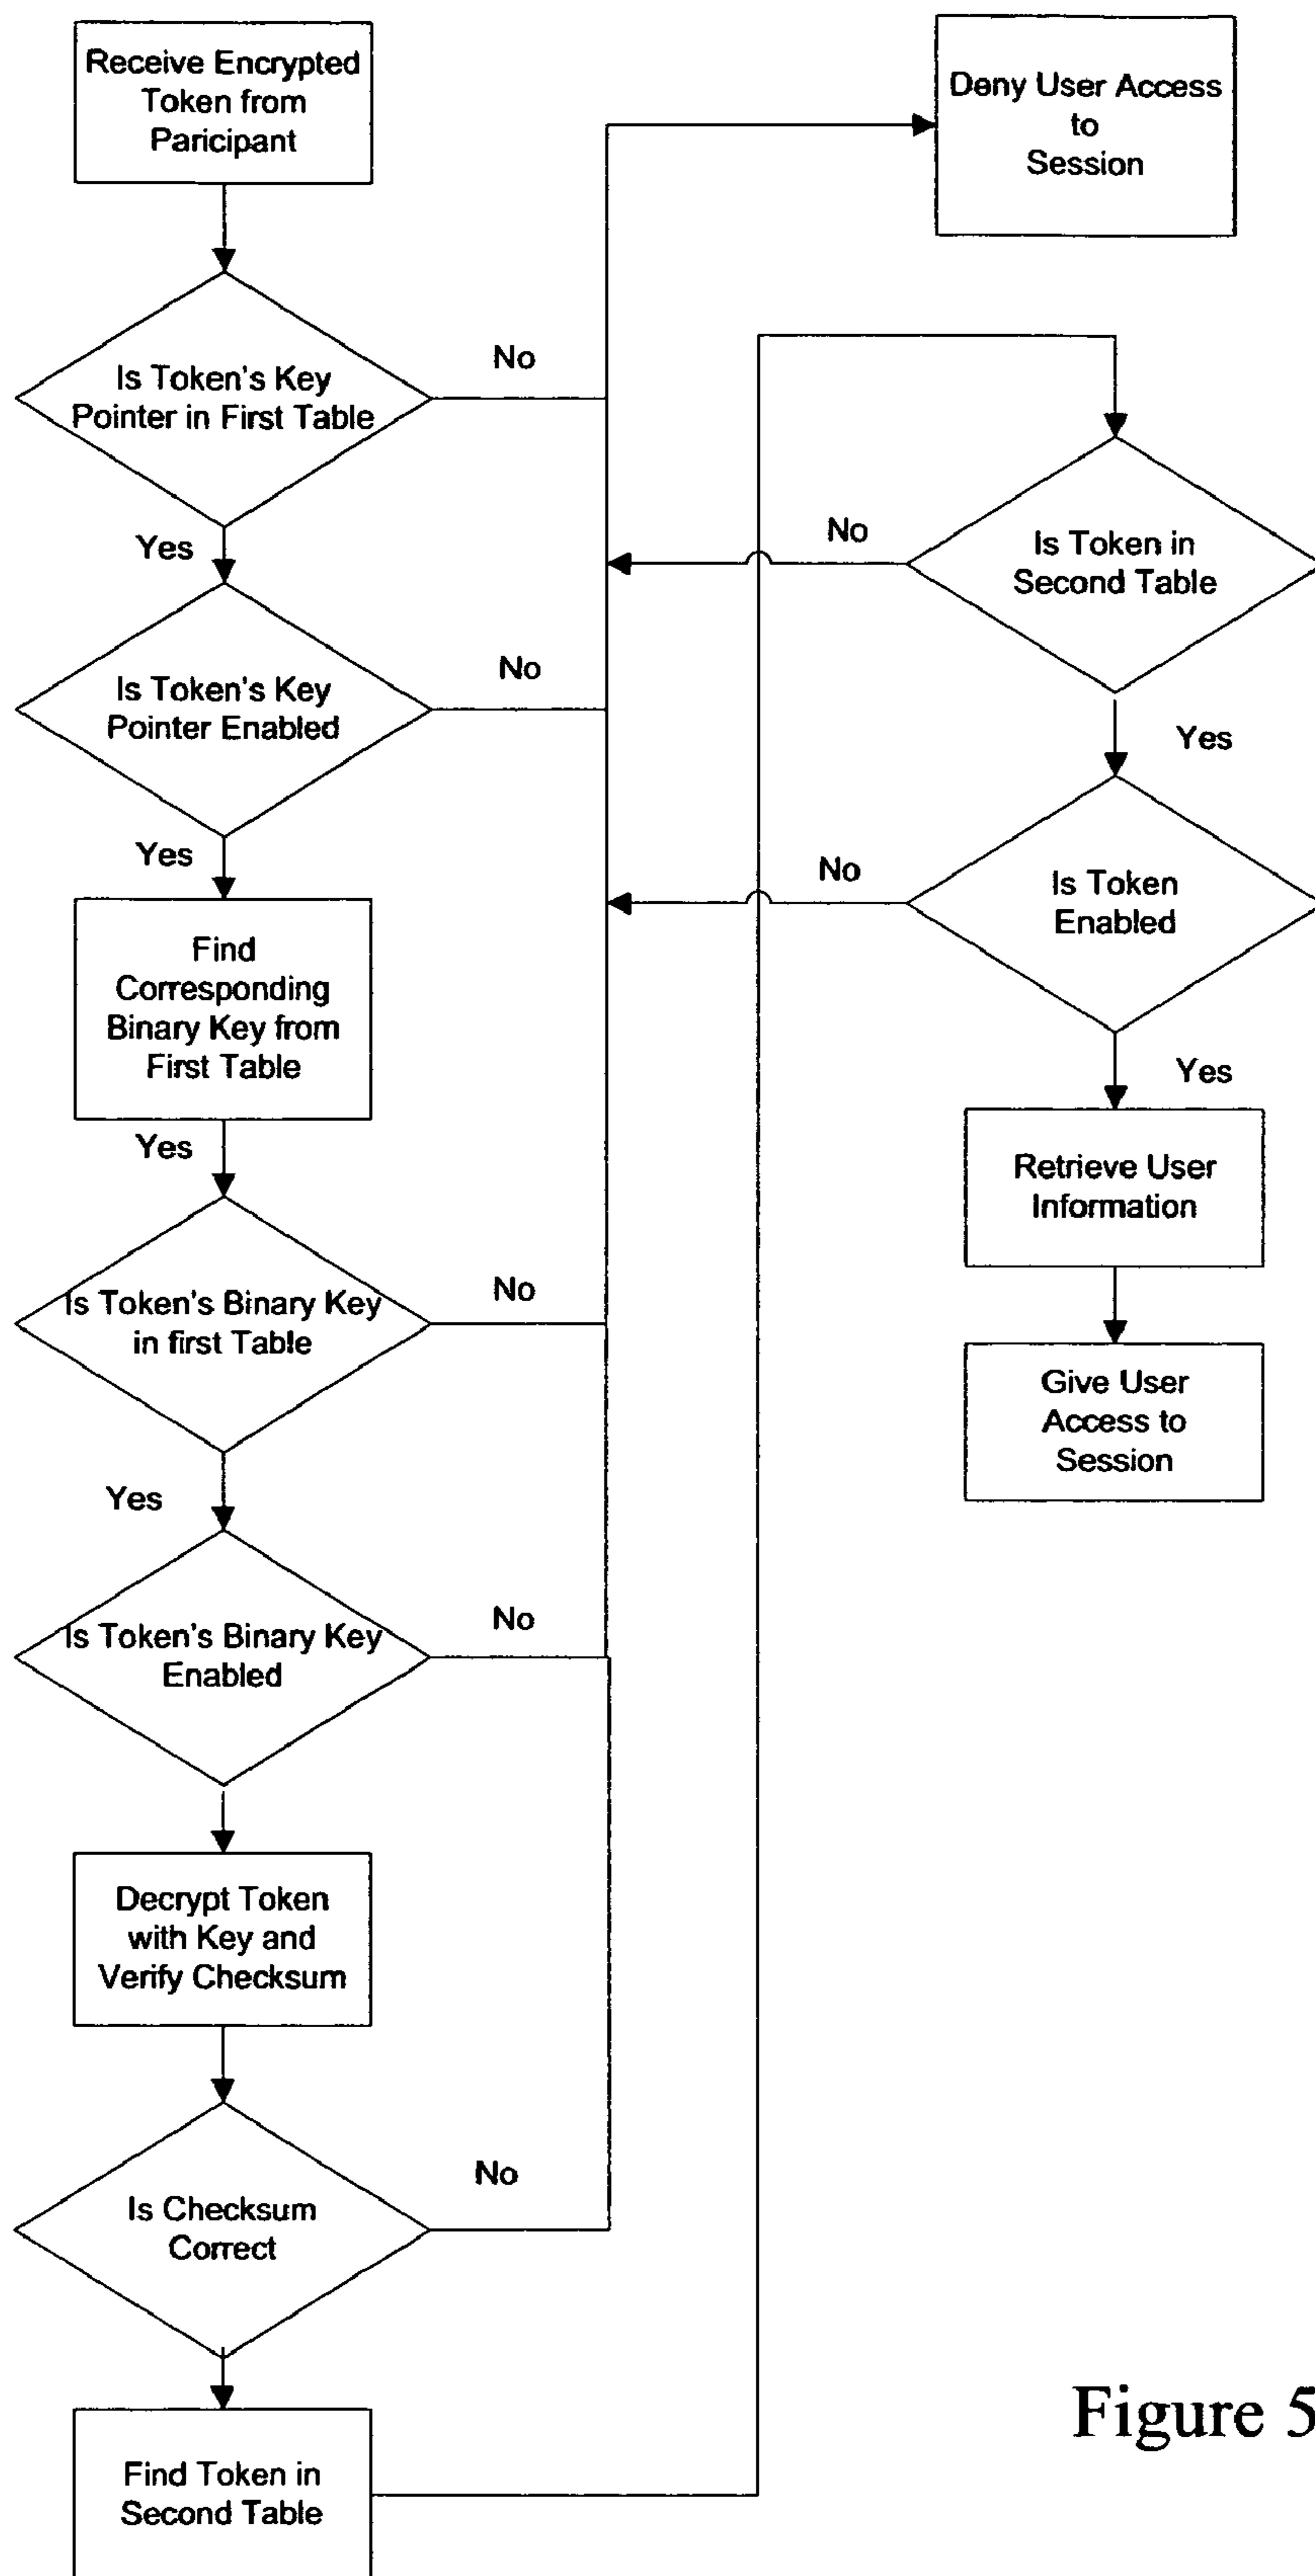 Receive Encrypted
Token from
Paricipant
Is Token's Key
Pointer in First Table
No
Yes
Is Token's Key
Pointer Enabled
No
Yes
Find
Corresponding
Binary Key from
First Table
Yes
Is Token's Binary Key
in first Table
No
Yes
Is Token's Binary Key
Enabled
No
Decrypt Token
with Key and
Verify Checksum
Is Checksum
Correct
No
Find Token in
Second Table
Deny User Access
to
Session
Is Token in
Second Table
No
Yes
Is Token
Enabled
No
Yes
Retrieve User
Information
Give User
Access to
Session
Figure 5